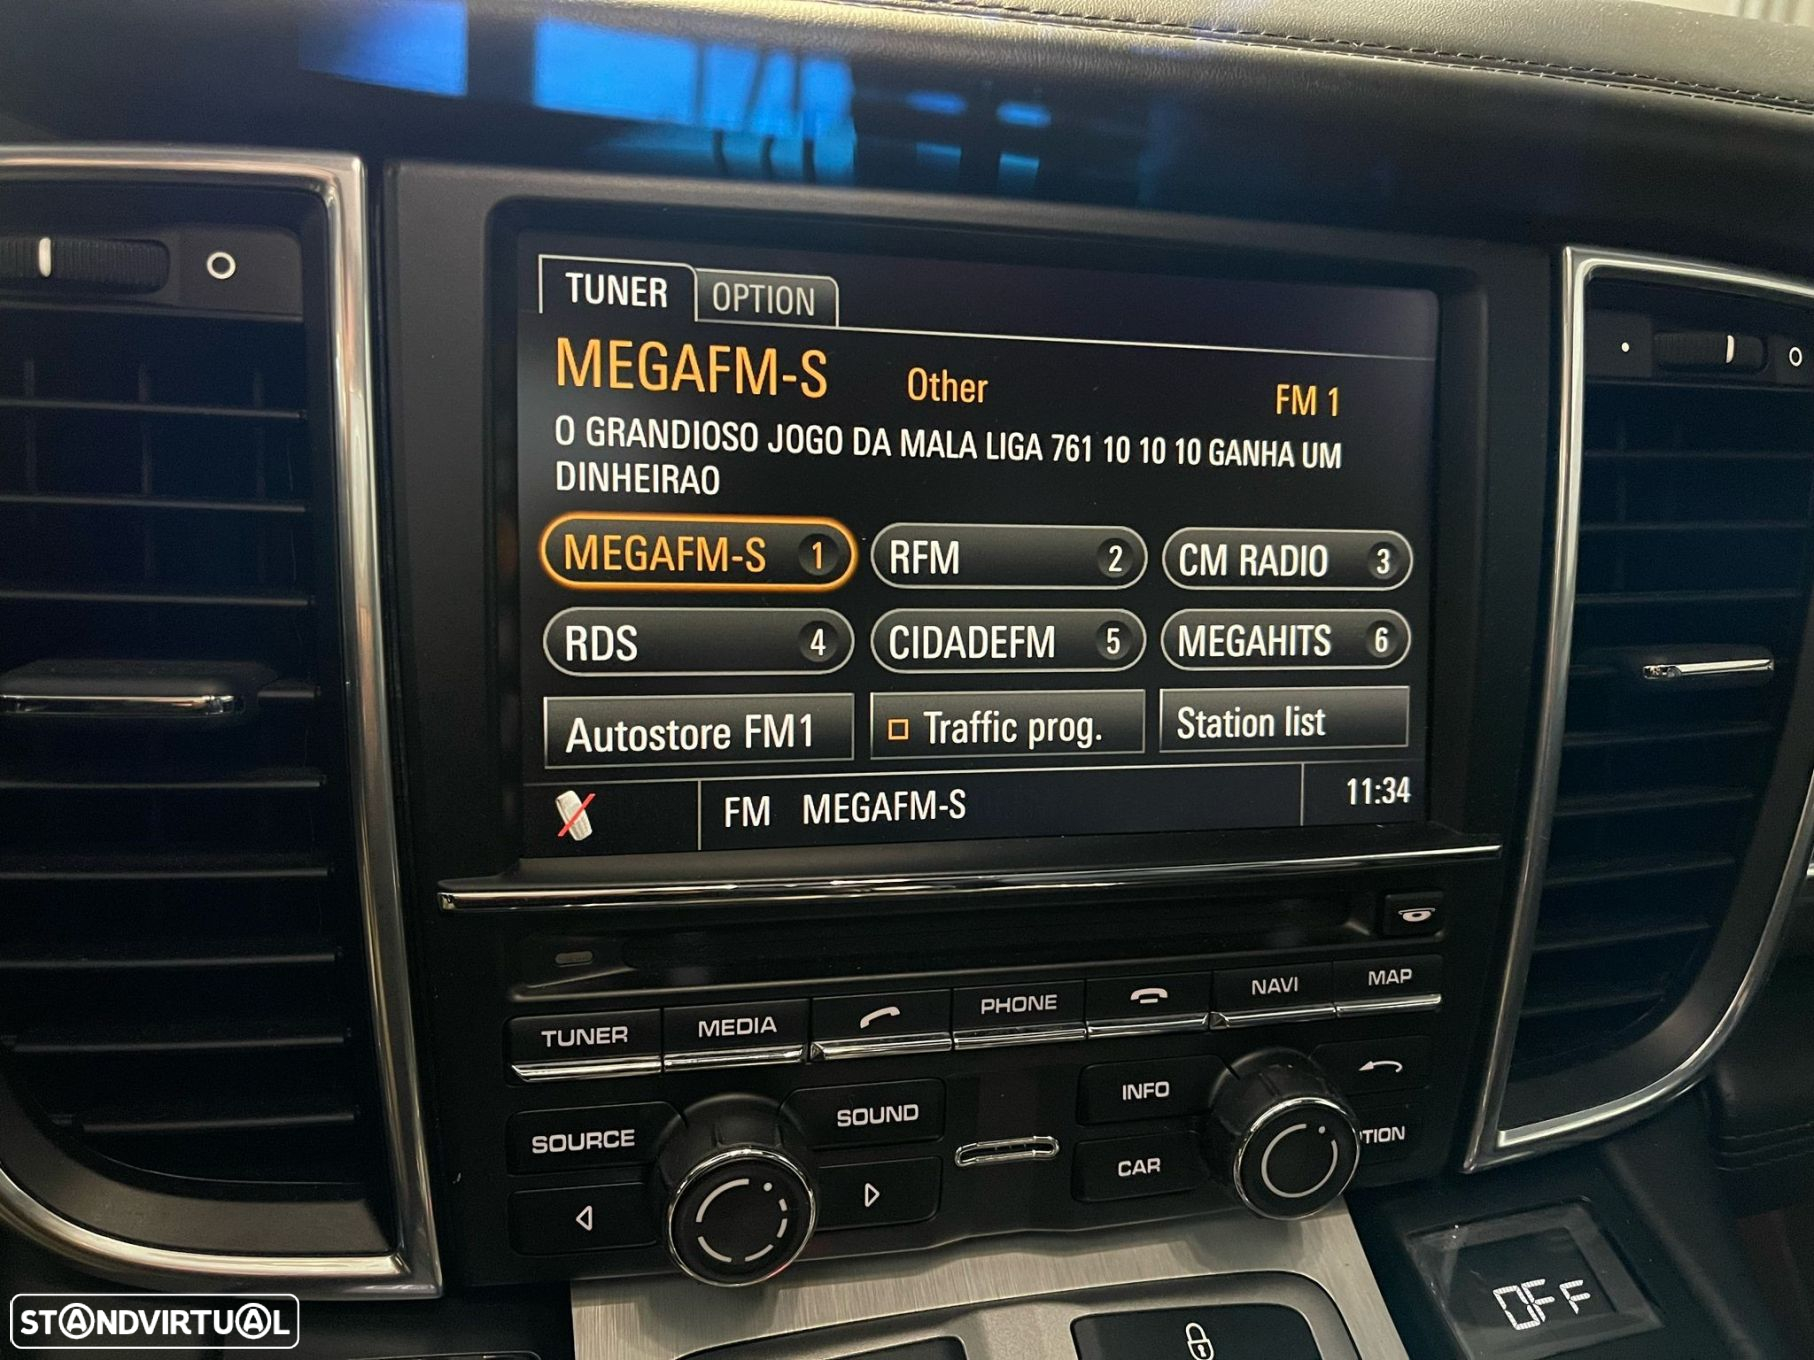 TUNER OPTION
MEGAFM-S Other FM 1
O GRANDIOSO JOGO DA MALA LIGA 761 10 10 10 GANHA UM
DINHEIRAO
MEGAFM-S 1 RFM 2 CM RADIO 3
RDS 4 CIDADEFM 5 MEGAHITS 6
Autostore FM1 Traffic prog. Station list
FM MEGAFM-S 11:34
TUNER MEDIA PHONE NAVI MAP
SOURCE SOUND INFO
CAR TION
OFF
STANDVIRTUAL